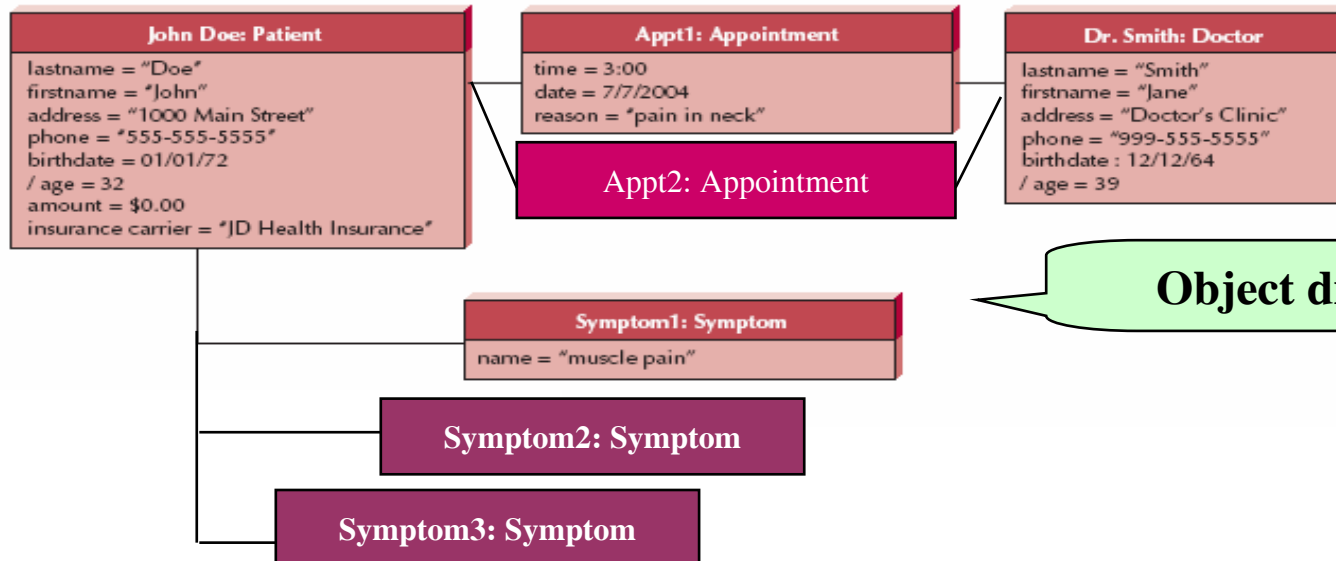 John Doe: Patient
lastname = "Doe"
firstname = "John"
address = "1000 Main Street"
phone = "555-555-5555"
birthdate = 01/01/72
/ age = 32
amount = $0.00
insurance carrier = "JD Health Insurance"
Appt1: Appointment
time = 3:00
date = 7/7/2004
reason = "pain in neck"
Appt2: Appointment
Dr. Smith: Doctor
lastname = "Smith"
firstname = "Jane"
address = "Doctor's Clinic"
phone = "999-555-5555"
birthdate : 12/12/64
/ age = 39
Object
Symptom1: Symptom
name = "muscle pain"
Symptom2: Symptom
Symptom3: Symptom